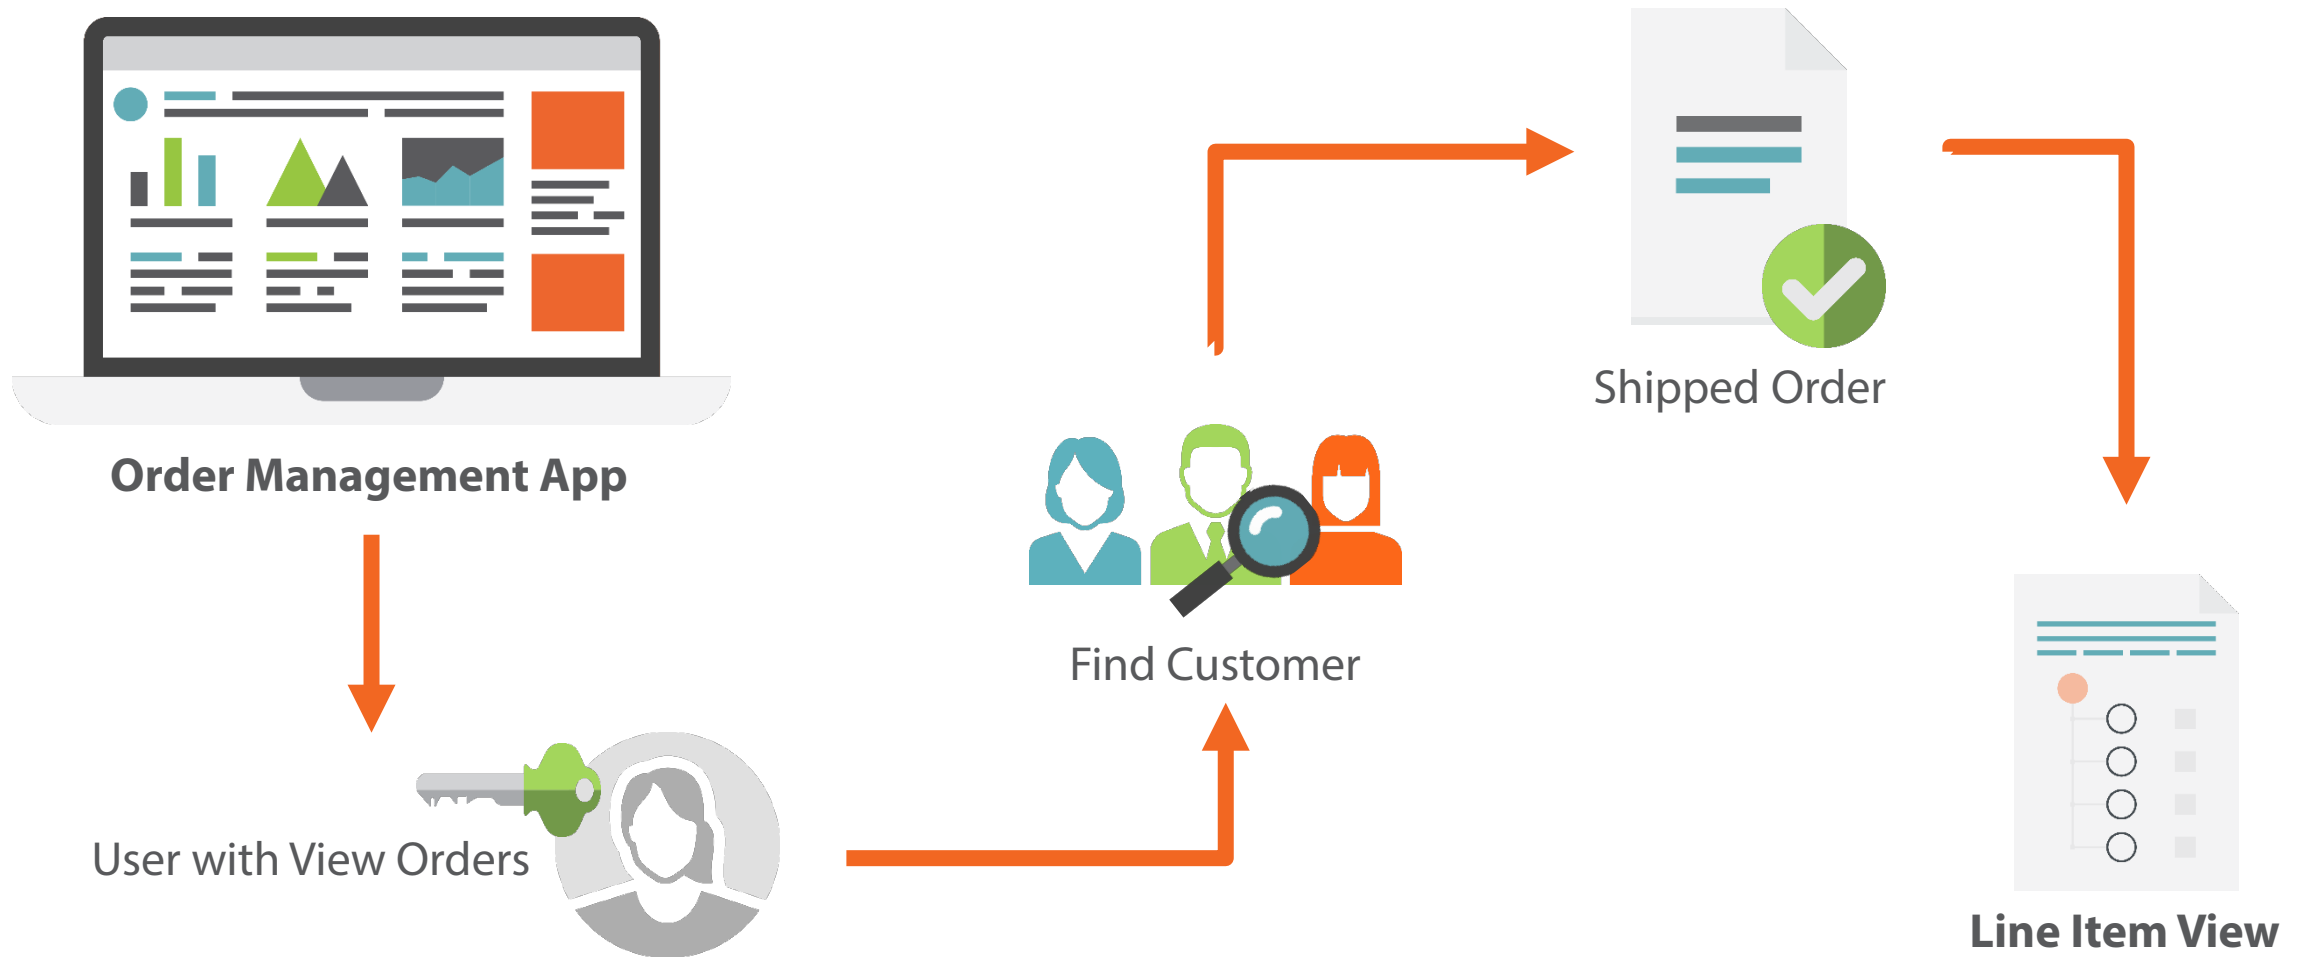 Order Management App
User with View Orders
Find Customer
Shipped Order
Line Item View